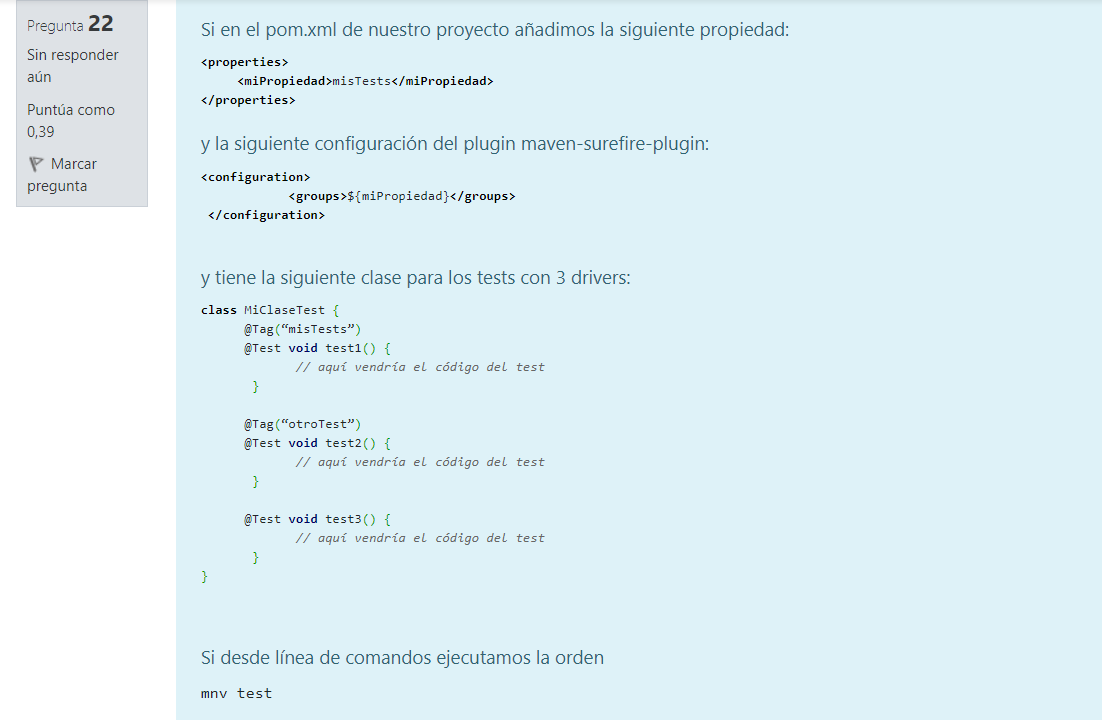 Pregunta 22
Sin responder
aún
Puntúa como
0,39
Marcar
pregunta
Si en el pom.xml de nuestro proyecto añadimos la siguiente propiedad:
<properties>
<miPropiedad>misTests</miPropiedad>
</properties>
y la siguiente configuración del plugin maven-surefire-plugin:
<configuration>
<groups>${miPropiedad}</groups>
</configuration>
y tiene la siguiente clase para los tests con 3 drivers:
class MiClaseTest {
@Tag(“misTests”)
@Test void test1() {
// aquí vendría el código del test
}
@Tag(“otroTest”)
@Test void test2() {
// aquí vendría el código del test
}
@Test void test3() {
// aquí vendría el código del test
}
}
Si desde línea de comandos ejecutamos la orden
mnv test